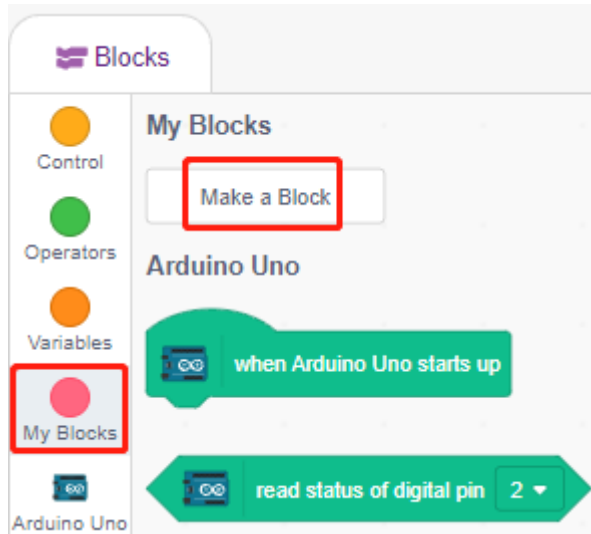 Blocks
Control
Operators
Variables
My Blocks
Arduino Uno
My Blocks
Make a Block
Arduino Uno
when Arduino Uno starts up
read status of digital pin 2